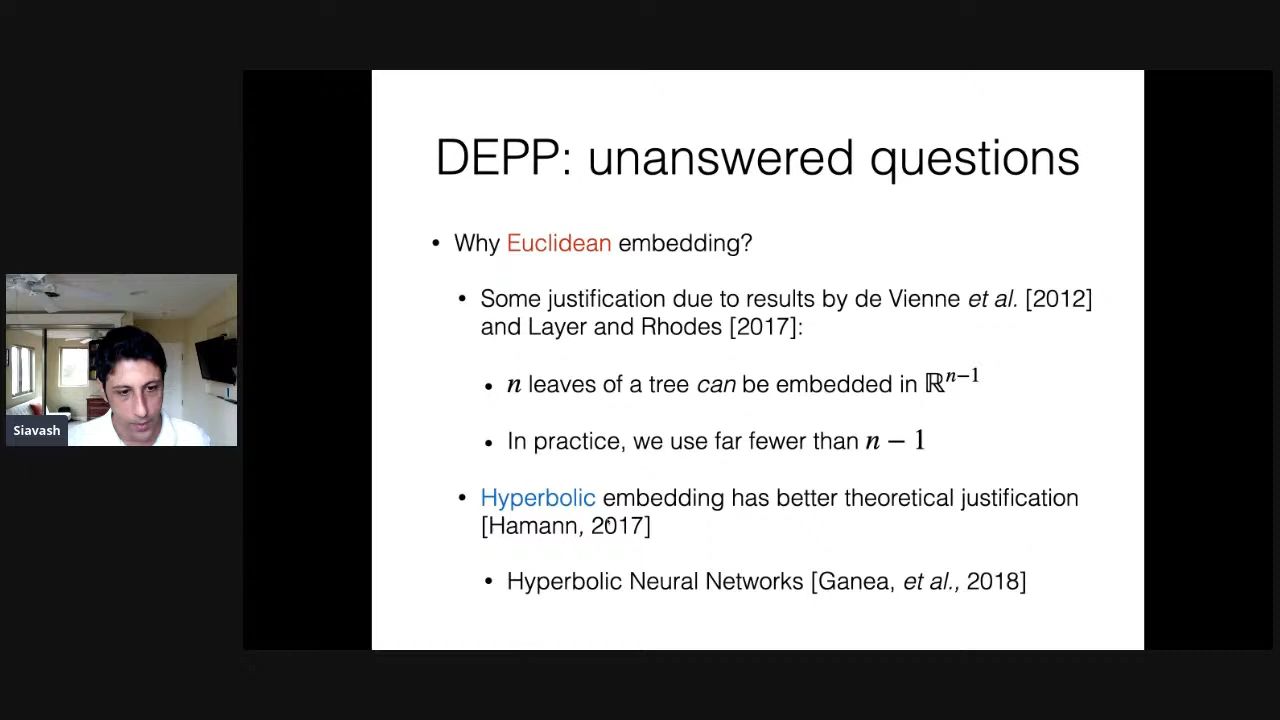 DEPP: unanswered questions
• Why Euclidean embedding?
• Some justification due to results by de Vienne et al. [2012]
and Layer and Rhodes [2017]:
• n leaves of a tree can be embedded in ℝⁿ⁻¹
• In practice, we use far fewer than n − 1
• Hyperbolic embedding has better theoretical justification
[Hamann, 2017]
• Hyperbolic Neural Networks [Ganea, et al., 2018]
Siavash